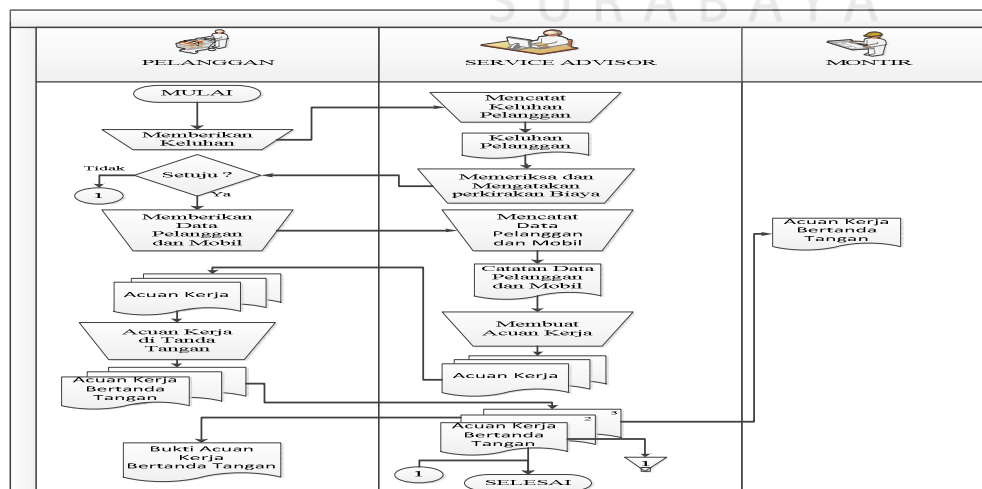 SURABAYA
PELANGGAN
SERVICE ADVISOR
MONTIR
MULAI
Memberikan
Keluhan
Mencatat
Keluhan
Pelanggan
Keluhan
Pelanggan
Memeriksa dan
Mengatakan
perkirakan Biaya
Setuju ?
Tidak
1
Ya
Memberikan
Data
Pelanggan
dan Mobil
Mencatat
Data
Pelanggan
dan Mobil
Catatan Data
Pelanggan
dan Mobil
Membuat
Acuan Kerja
Acuan Kerja
Acuan Kerja
Acuan Kerja
di Tanda
Tangan
Acuan Kerja
Bertanda
Tangan
3
2
Acuan Kerja
Bertanda
Tangan
Acuan Kerja
Bertanda
Tangan
Bukti Acuan
Kerja
Bertanda Tangan
1
1
SELESAI